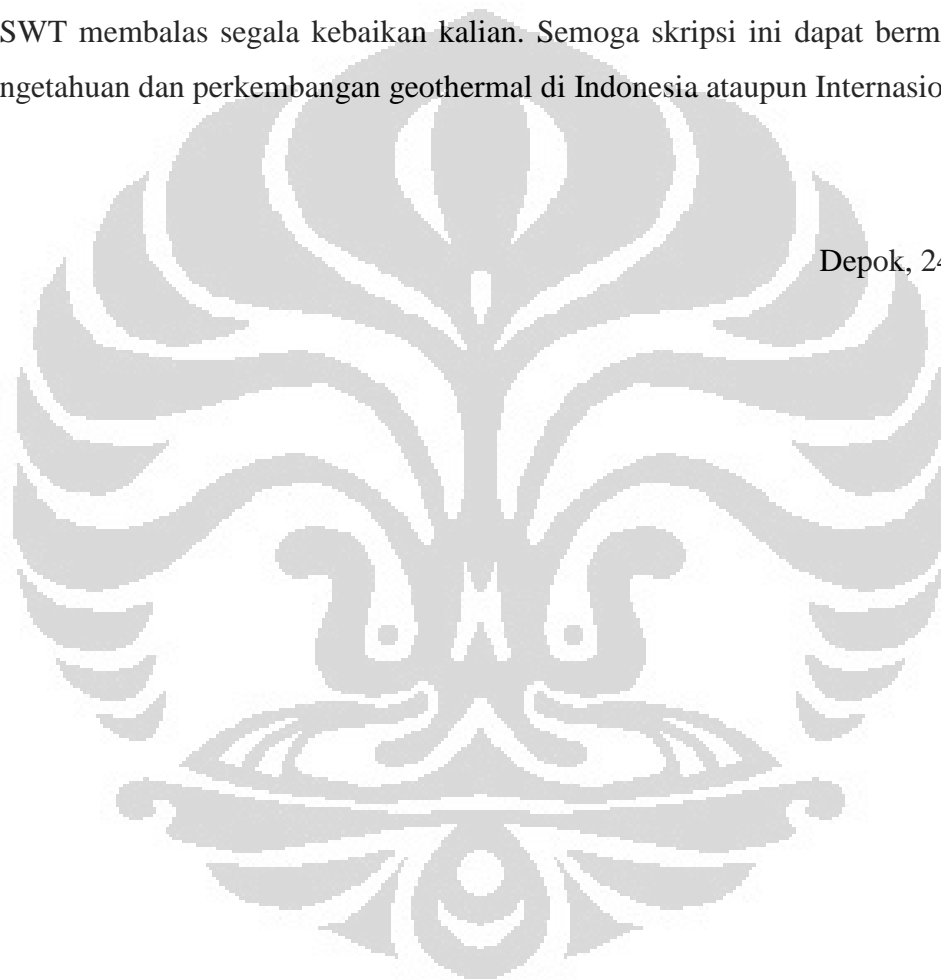 SWT membalas segala kebaikan kalian. Semoga skripsi ini dapat berm
ngetahuan dan perkembangan geothermal di Indonesia ataupun Internasio
Depok, 24